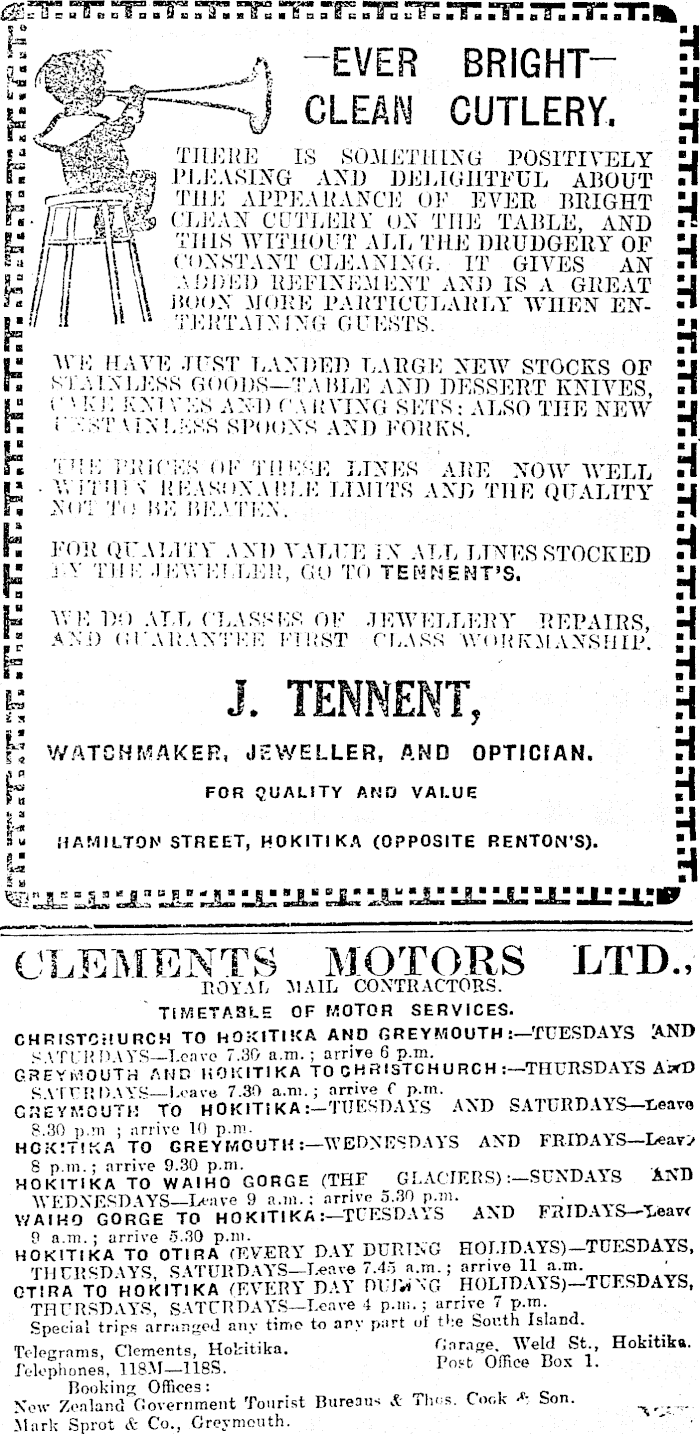 —EVER BRIGHT—
CLEAN CUTLERY.
THERE IS SOMETHING POSITIVELY
PLEASING AND DELIGHTFUL ABOUT
THE APPEARANCE OF EVER BRIGHT
CLEAN CUTLERY ON THE TABLE, AND
THIS WITHOUT ALL THE DRUDGERY OF
CONSTANT CLEANING. IT GIVES AN
ADDED REFINEMENT AND IS A GREAT
BOON MORE PARTICULARLY WHEN EN-
TERTAINING GUESTS.
WE HAVE JUST LANDED LARGE NEW STOCKS OF
STAINLESS GOODS—TABLE AND DESSERT KNIVES,
CAKE KNIVES AND CARVING SETS: ALSO THE NEW
UNSTAINLESS SPOONS AND FORKS.
THE PRICES OF THESE LINES ARE NOW WELL
WITHIN REASONABLE LIMITS AND THE QUALITY
NOT TO BE BEATEN.
FOR QUALITY AND VALUE IN ALL LINES STOCKED
BY THE JEWELLER, GO TO TENNENT'S.
WE DO ALL CLASSES OF JEWELLERY REPAIRS,
AND GUARANTEE FIRST CLASS WORKMANSHIP.
J. TENNENT,
WATCHMAKER, JEWELLER, AND OPTICIAN.
FOR QUALITY AND VALUE
HAMILTON STREET, HOKITIKA (OPPOSITE RENTON'S).
CLEMENTS MOTORS LTD.,
ROYAL MAIL CONTRACTORS.
TIMETABLE OF MOTOR SERVICES.
CHRISTCHURCH TO HOKITIKA AND GREYMOUTH:—TUESDAYS AND
SATURDAYS—Leave 7.30 a.m.; arrive 6 p.m.
GREYMOUTH AND HOKITIKA TO CHRISTCHURCH:—THURSDAYS AND
SATURDAYS—Leave 7.30 a.m.; arrive 6 p.m.
GREYMOUTH TO HOKITIKA:—TUESDAYS AND SATURDAYS—Leave
8.30 p.m ; arrive 10 p.m.
HOKITIKA TO GREYMOUTH:—WEDNESDAYS AND FRIDAYS—Leave
8 p.m.; arrive 9.30 p.m.
HOKITIKA TO WAIHO GORGE (THE GLACIERS):—SUNDAYS AND
WEDNESDAYS—Leave 9 a.m.; arrive 5.30 p.m.
WAIHO GORGE TO HOKITIKA:—TUESDAYS AND FRIDAYS—Leave
9 a.m.; arrive 5.30 p.m.
HOKITIKA TO OTIRA (EVERY DAY DURING HOLIDAYS)—TUESDAYS,
THURSDAYS, SATURDAYS—Leave 7.45 a.m.; arrive 11 a.m.
OTIRA TO HOKITIKA (EVERY DAY DURING HOLIDAYS)—TUESDAYS,
THURSDAYS, SATURDAYS—Leave 4 p.m.; arrive 7 p.m.
Special trips arranged any time to any part of the South Island.
Telegrams, Clements, Hokitika. Garage, Weld St., Hokitika.
Telephones, 118M—118S. Post Office Box 1.
Booking Offices:
New Zealand Government Tourist Bureaus & Thos. Cook & Son.
Mark Sprot & Co., Greymouth.